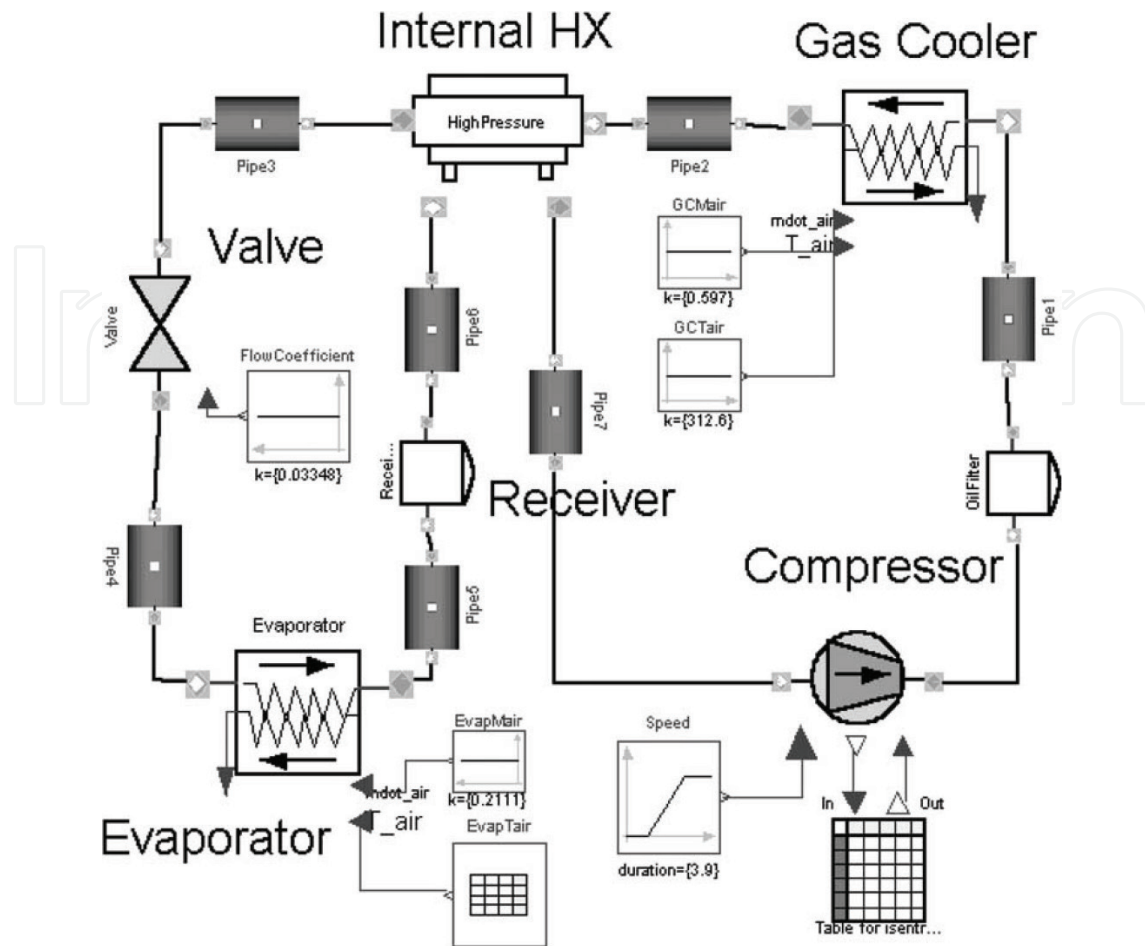 Internal HX
Gas Cooler
HighPressure
Pipe3
Pipe2
GCMair
mdot_air
T_air
k={0.597}
Valve
Valve
Pipe6
Pipe1
GCTair
FlowCoefficient
Pipe7
k={312.6}
k={0.03348}
Recei...
Receiver
OilFilter
Pipe4
Compressor
Pipe5
Evaporator
Speed
EvapMair
mdot_air
k={0.2111}
In
Out
T_air
Evaporator
EvapTair
duration={3.9}
Table for isentr...